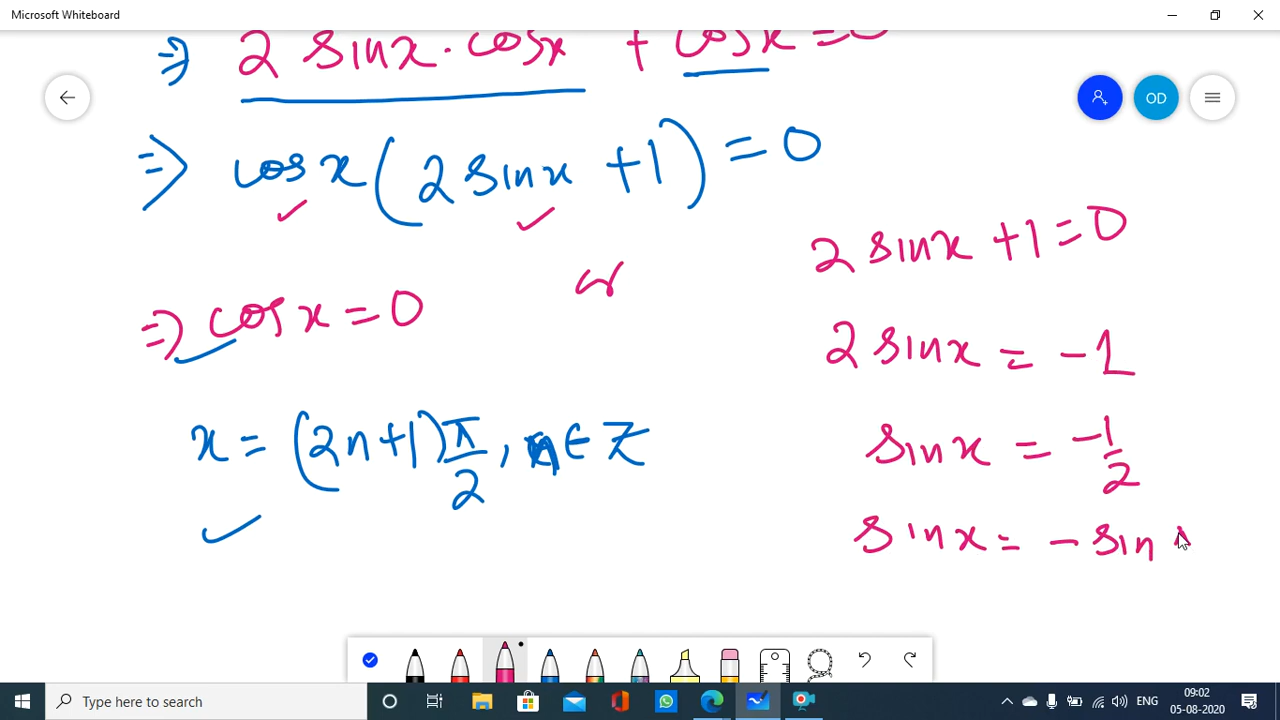 Microsoft Whiteboard
⇒ 2 sinx · cosx + cosx = 0
OD
⇒ cosx (2 sinx + 1) = 0
⇒ cosx = 0
or
x = (2n+1) π/2, n ∈ Z
2 sinx + 1 = 0
2 sinx = -1
sinx = -1/2
sinx = - sin
Type here to search
ENG
09:02
05-08-2020